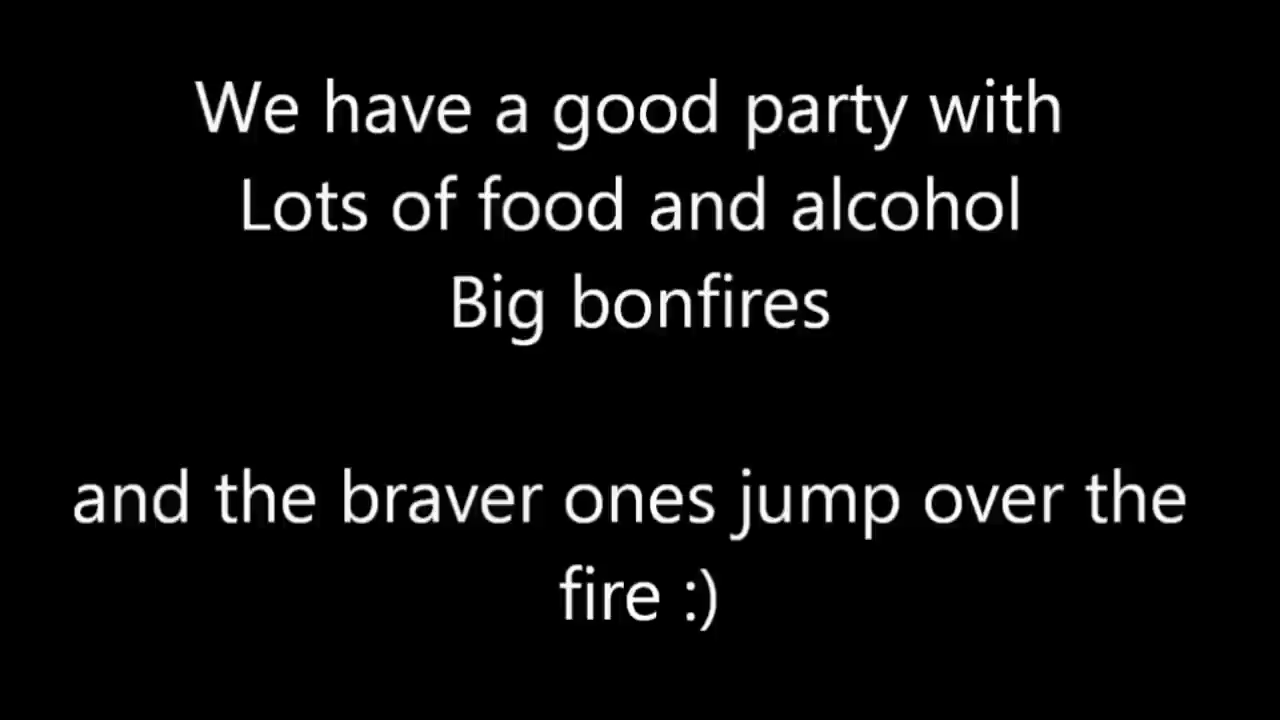 We have a good party with
Lots of food and alcohol
Big bonfires
and the braver ones jump over the
fire :)